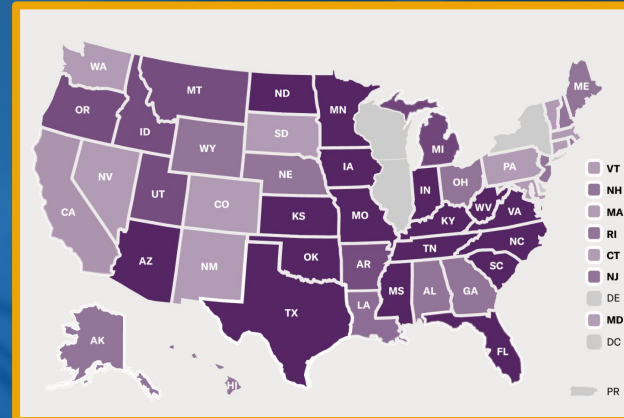 WA
MT
ND
MN
ME
OR
ID
SD
WY
MI
IA
NE
PA
NV
OH
IN
UT
CO
CA
WV
VA
KS
MO
KY
NC
TN
AZ
OK
NM
AR
SC
MS
AL
GA
TX
LA
AK
FL
HI
VT
NH
MA
RI
CT
NJ
DE
MD
DC
PR